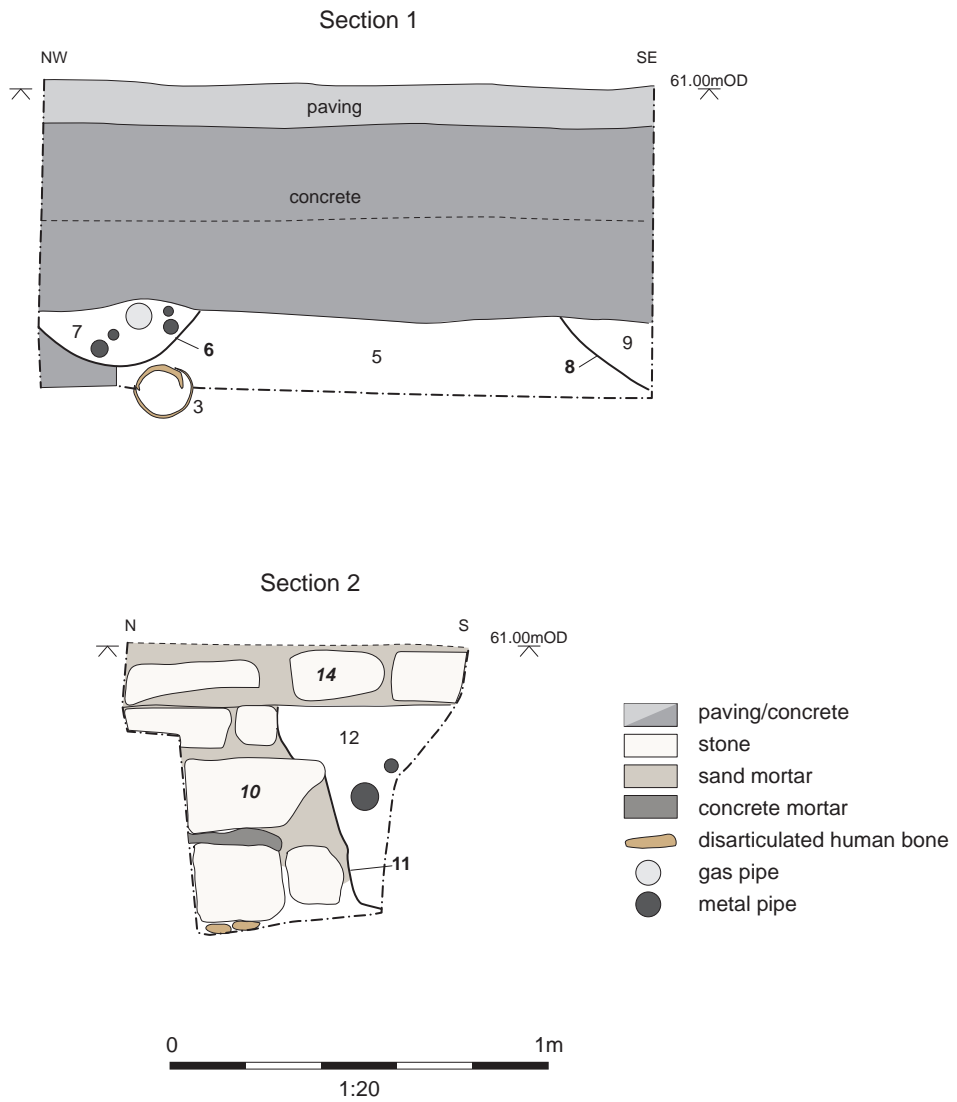 Section 1
NW
SE
61.00mOD
paving
concrete
7
6
5
8
9
3
Section 2
N
S
61.00mOD
14
12
10
11
paving/concrete
stone
sand mortar
concrete mortar
disarticulated human bone
gas pipe
metal pipe
0
1m
1:20